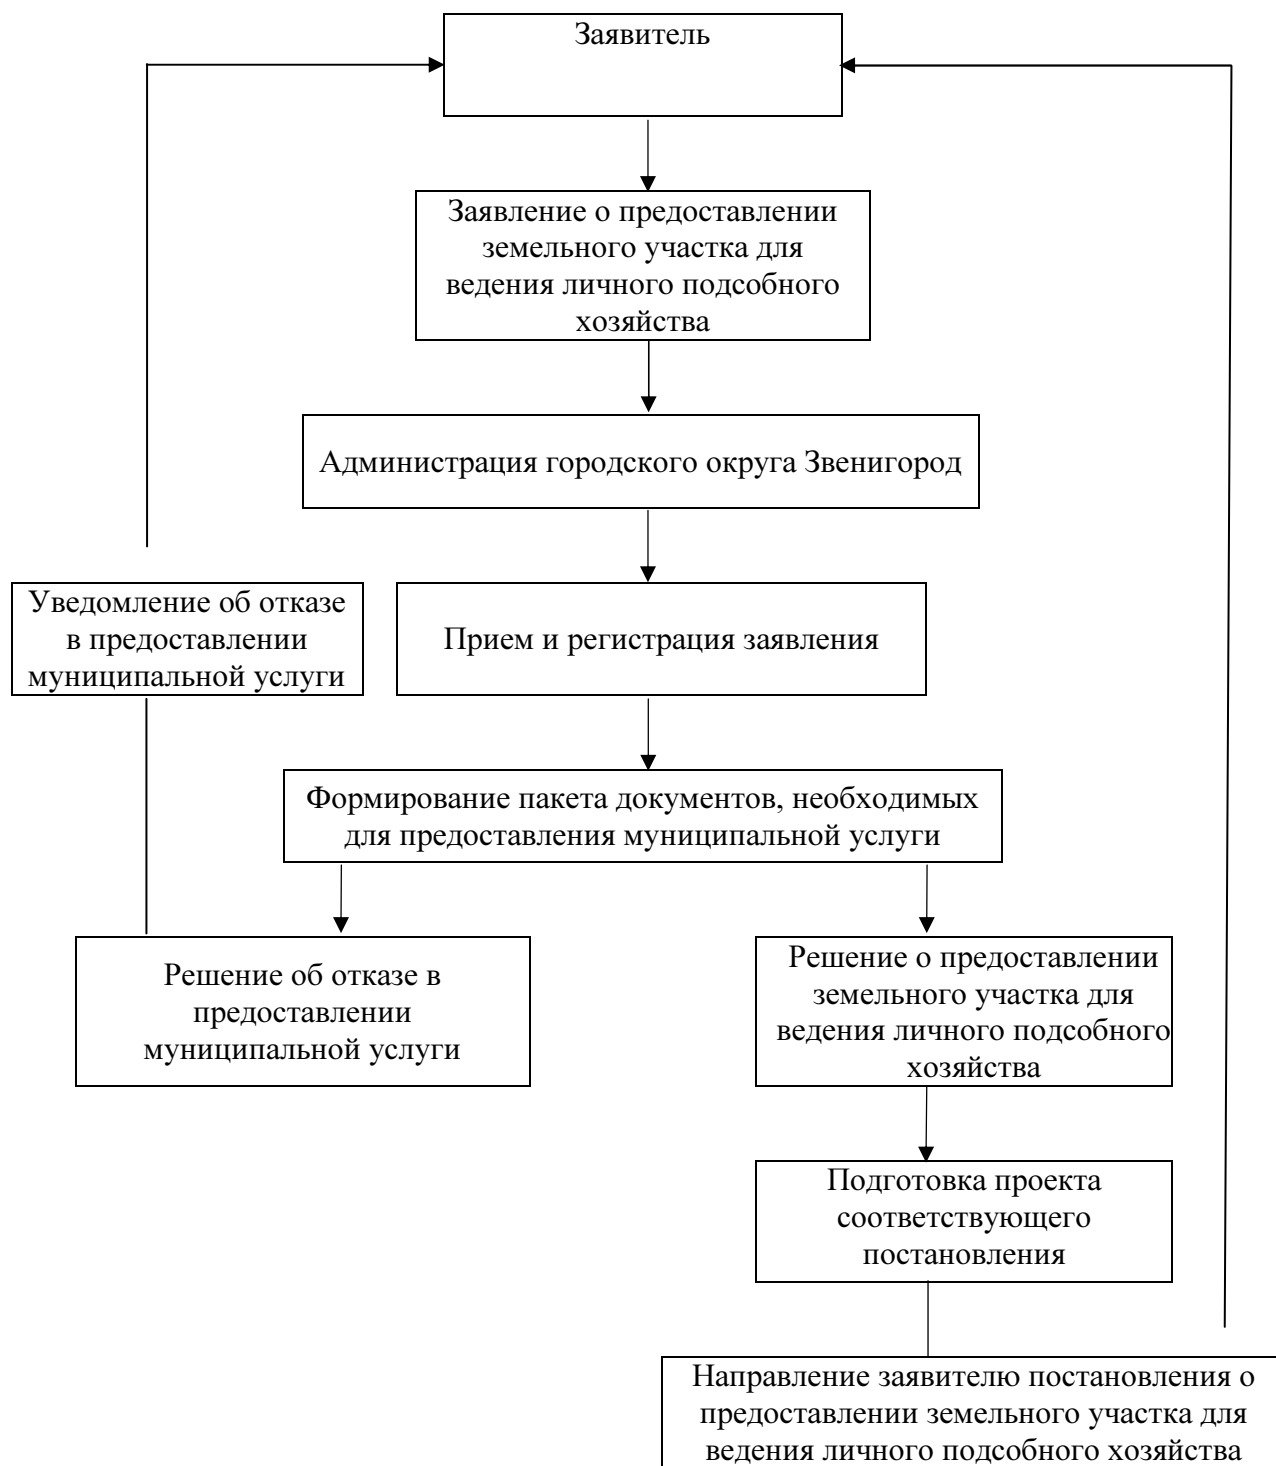 Заявитель
Заявление о предоставлении
земельного участка для
ведения личного подсобного
хозяйства
Администрация городского округа Звенигород
Уведомление об отказе
в предоставлении
муниципальной услуги
Прием и регистрация заявления
Формирование пакета документов, необходимых
для предоставления муниципальной услуги
Решение об отказе в
предоставлении
муниципальной услуги
Решение о предоставлении
земельного участка для
ведения личного подсобного
хозяйства
Подготовка проекта
соответствующего
постановления
Направление заявителю постановления о
предоставлении земельного участка для
ведения личного подсобного хозяйства